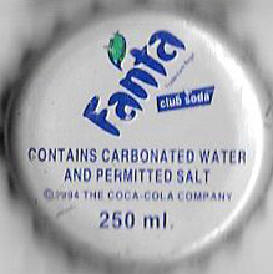 Fanta
club soda
CONTAINS CARBONATED WATER
AND PERMITTED SALT
©1994 THE COCA-COLA COMPANY
250 ml.